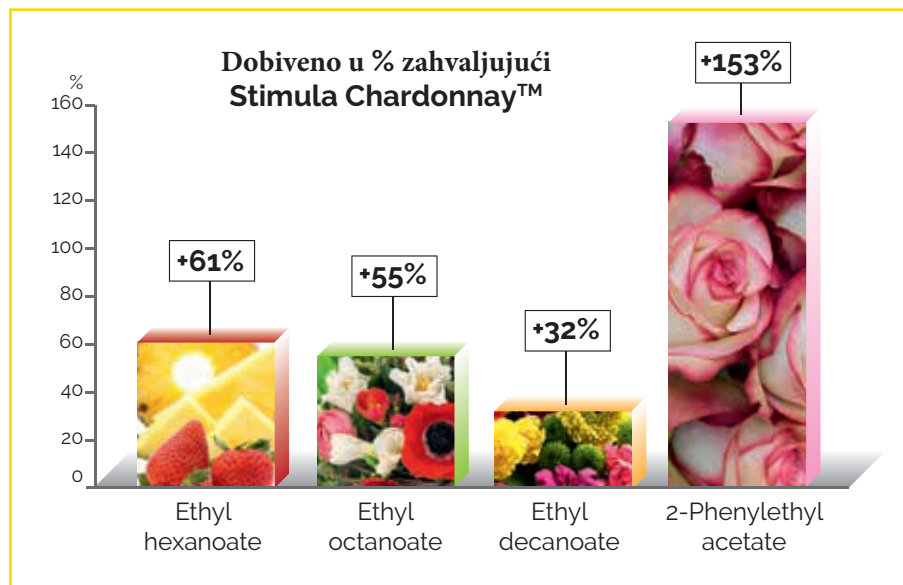 Dobiveno u % zahvaljujući
Stimula Chardonnay™
%
160
140
120
100
80
60
40
20
0
+61%
+55%
+32%
+153%
Ethyl
hexanoate
Ethyl
octanoate
Ethyl
decanoate
2-Phenylethyl
acetate